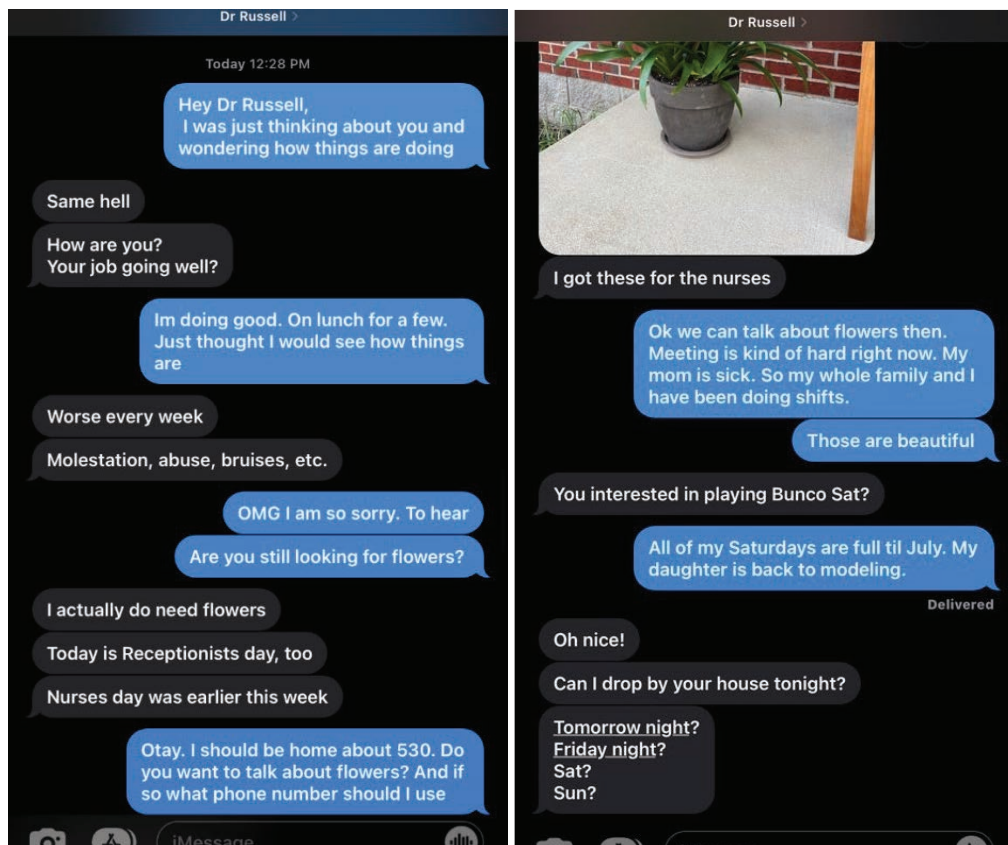 Dr Russell >
Today 12:28 PM
Hey Dr Russell,
I was just thinking about you and
wondering how things are doing
Same hell
How are you?
Your job going well?
Im doing good. On lunch for a few.
Just thought I would see how things
are
Worse every week
Molestation, abuse, bruises, etc.
OMG I am so sorry. To hear
Are you still looking for flowers?
I actually do need flowers
Today is Receptionists day, too
Nurses day was earlier this week
Otay. I should be home about 530. Do
you want to talk about flowers? And if
so what phone number should I use
iMessage
Dr Russell >
I got these for the nurses
Ok we can talk about flowers then.
Meeting is kind of hard right now. My
mom is sick. So my whole family and I
have been doing shifts.
Those are beautiful
You interested in playing Bunco Sat?
All of my Saturdays are full til July. My
daughter is back to modeling.
Delivered
Oh nice!
Can I drop by your house tonight?
Tomorrow night?
Friday night?
Sat?
Sun?